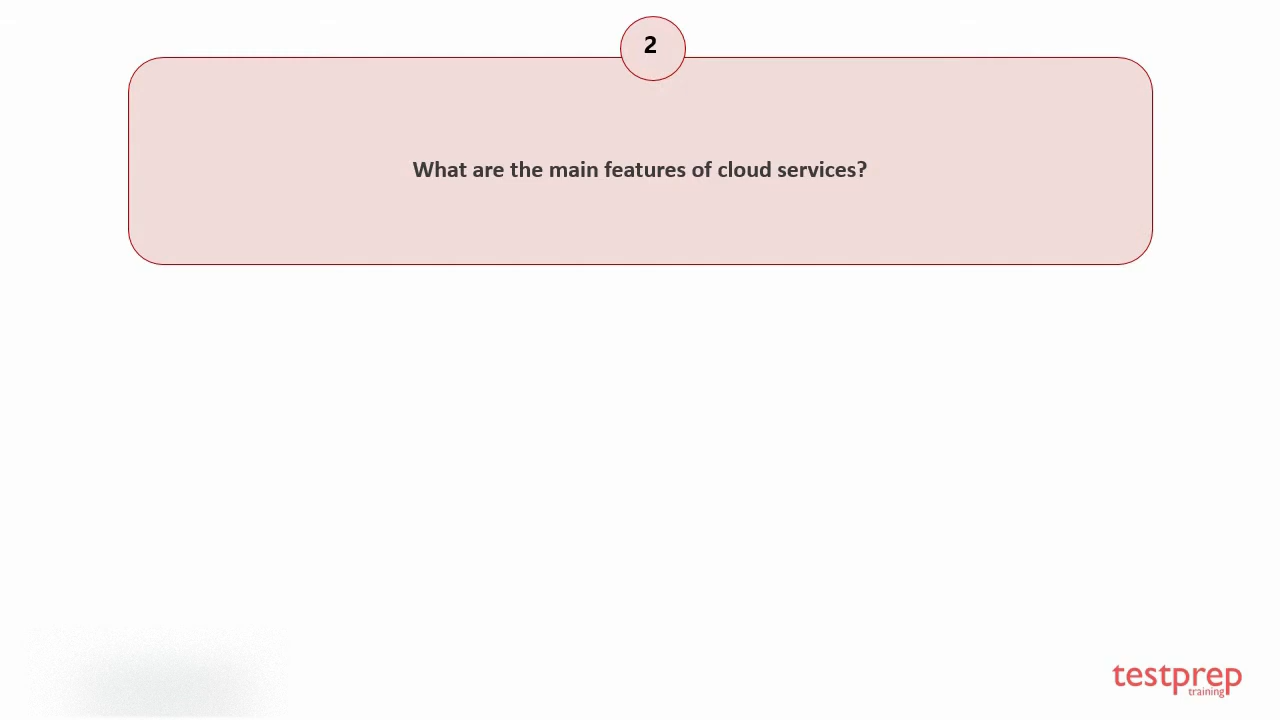 2
What are the main features of cloud services?
testprep
training